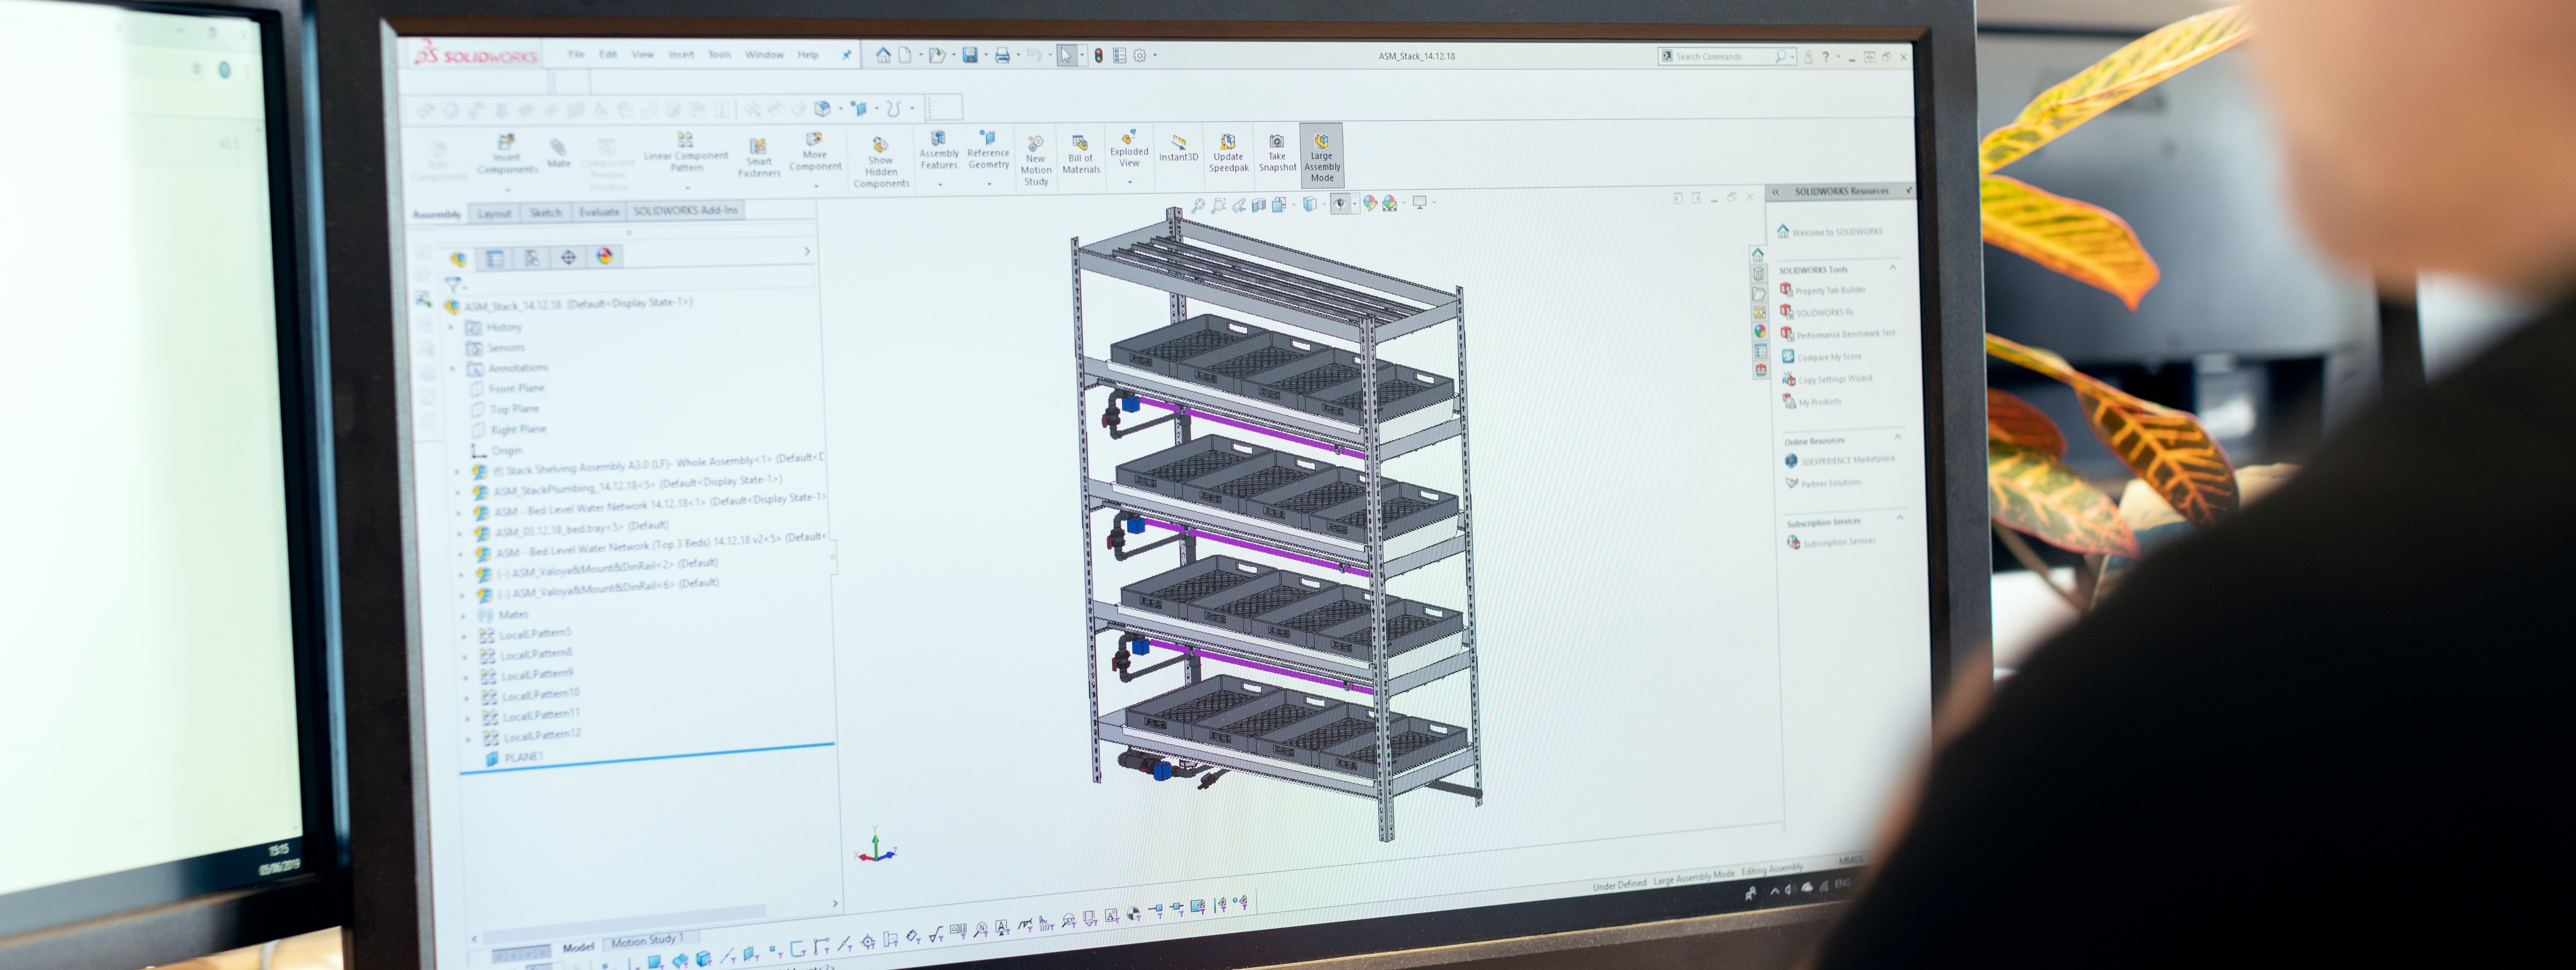 SOLIDWORKS File Edit View Insert Tools Window Help
ASM_Stack_14.12.18
Search Commands
Insert Components
Mate
Component Preview Window
Linear Component Pattern
Smart Fasteners
Move Component
Show Hidden Components
Assembly Features
Reference Geometry
New Motion Study
Bill of Materials
Exploded View
Instant3D
Update Speedpak
Take Snapshot
Large Assembly Mode
Assembly Layout Sketch Evaluate SOLIDWORKS Add-Ins
ASM_Stack_14.12.18 (Default<Display State-1>)
History
Sensors
Annotations
Front Plane
Top Plane
Right Plane
Origin
(f) Stack Shelving Assembly A3.0 (LF)- Whole Assembly<1> (Default<D
ASM_StackPlumbing_14.12.18<5> (Default<Display State-1>)
ASM - Bed Level Water Network 14.12.18<1> (Default<Display State-1>
ASM_03.12.18_bed.tray<5> (Default)
ASM - Bed Level Water Network (Top 3 Beds) 14.12.18 v2<5> (Default<
(-) ASM_Valoya&Mount&DinRail<2> (Default)
(-) ASM_Valoya&Mount&DinRail<6> (Default)
Mates
LocalLPattern5
LocalLPattern8
LocalLPattern9
LocalLPattern10
LocalLPattern11
LocalLPattern12
PLANE1
Y
X
Z
SOLIDWORKS Resources
Welcome to SOLIDWORKS
SOLIDWORKS Tools
Property Tab Builder
SOLIDWORKS Rx
Performance Benchmark Test
Compare My Score
Copy Settings Wizard
My Products
Online Resources
3DEXPERIENCE Marketplace
Partner Solutions
Subscription Services
Subscription Services
Under Defined Large Assembly Mode Editing Assembly MMGS
ENG
Model Motion Study 1
15:15
05/06/2019